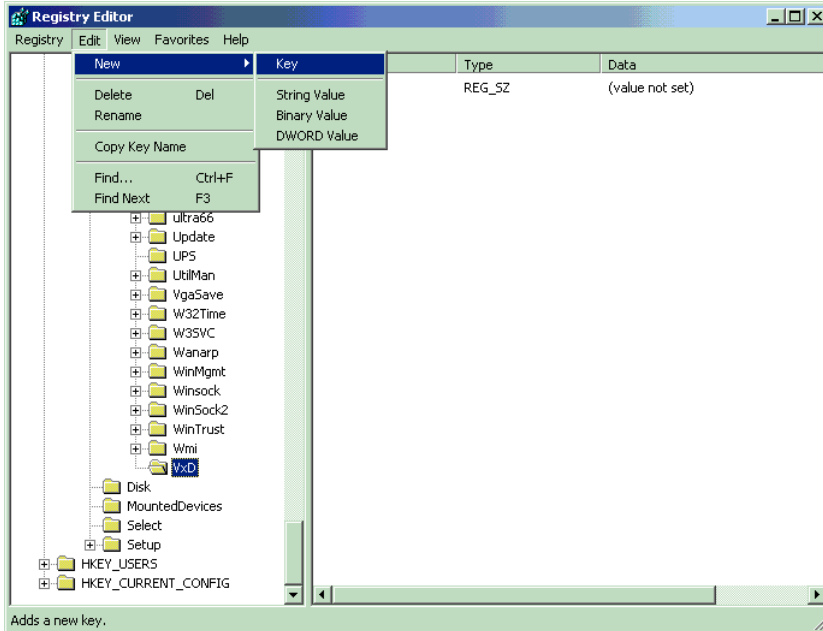 Registry Editor
Registry Edit View Favorites Help
New
Delete Del
Rename
Copy Key Name
Find... Ctrl+F
Find Next F3
Key
String Value
Binary Value
DWORD Value
Type Data
REG_SZ (value not set)
ultra66
Update
UPS
UtilMan
VgaSave
W32Time
W3SVC
Wanarp
WinMgmt
Winsock
WinSock2
WinTrust
Wmi
VxD
Disk
MountedDevices
Select
Setup
HKEY_USERS
HKEY_CURRENT_CONFIG
Adds a new key.